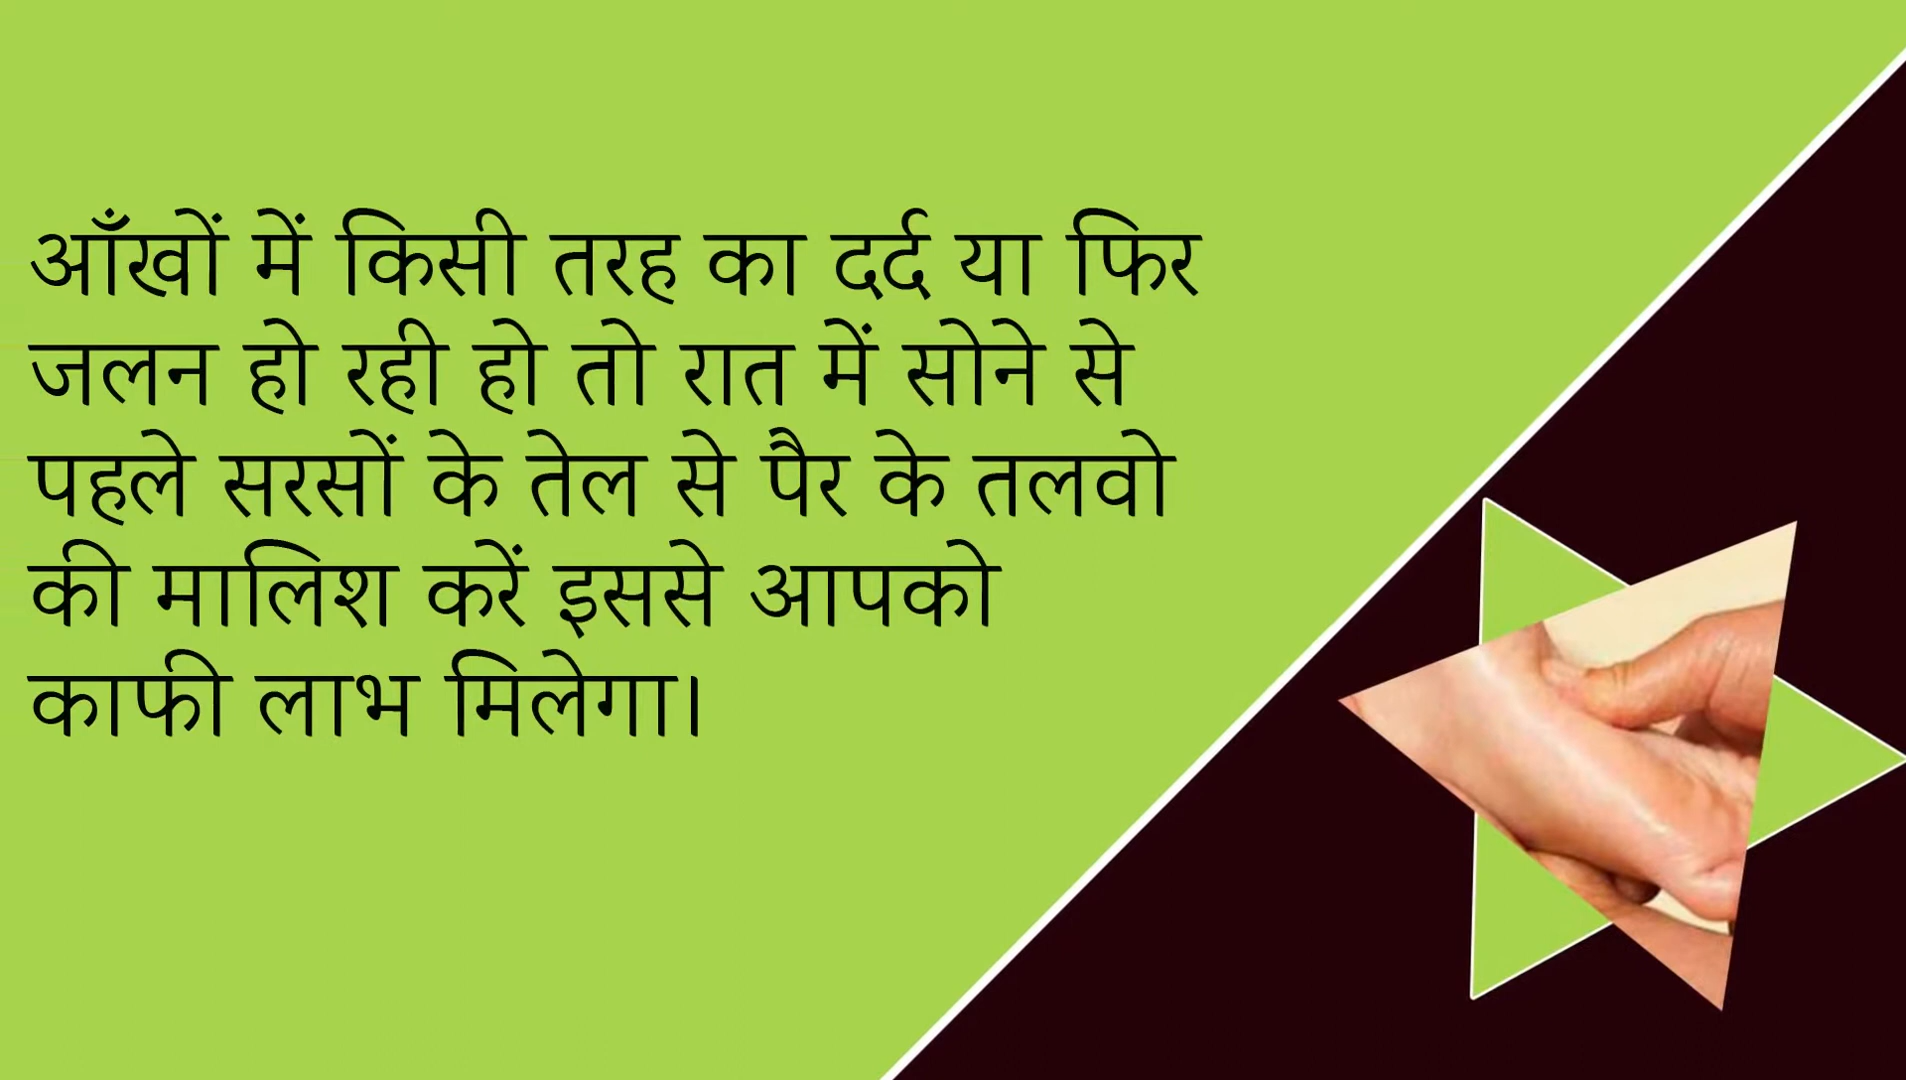 आँखों में किसी तरह का दर्द या फिर
जलन हो रही हो तो रात में सोने से
पहले सरसों के तेल से पैर के तलवो
की मालिश करें इससे आपको
काफी लाभ मिलेगा।